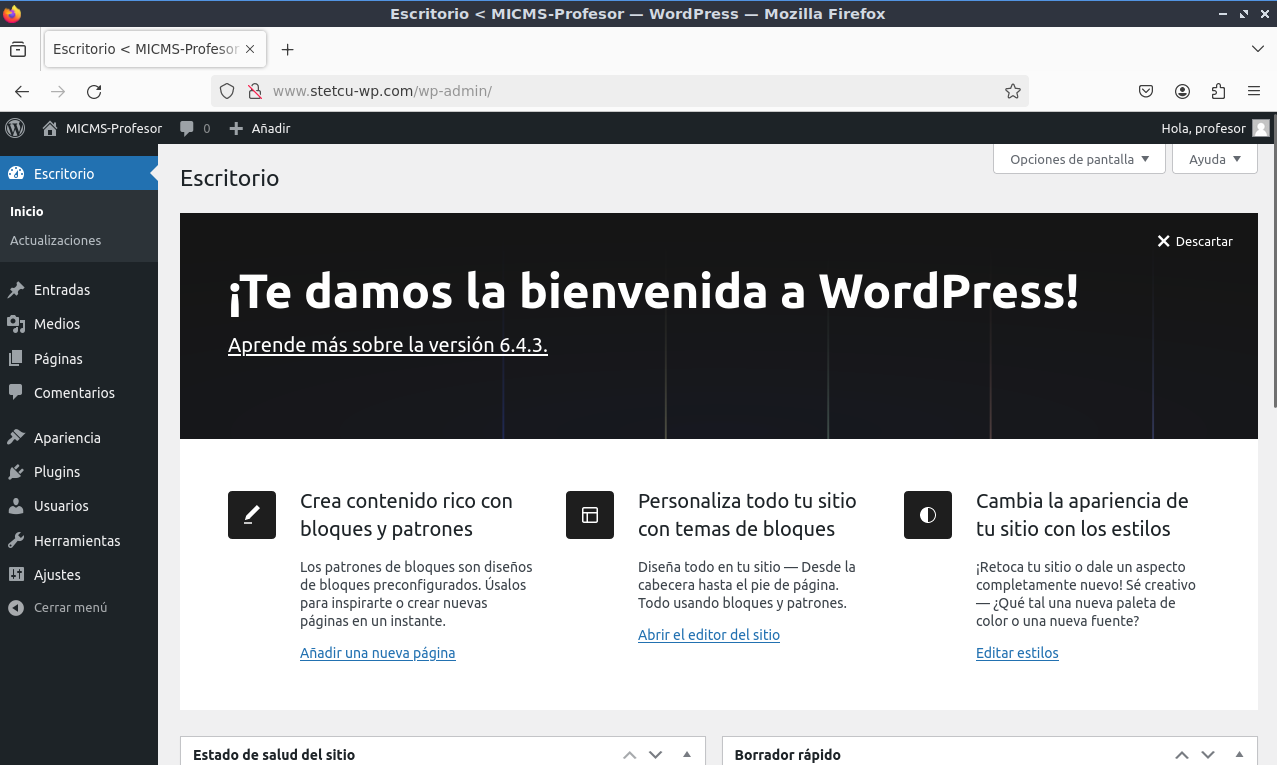 Escritorio < MICMS-Profesor — WordPress — Mozilla Firefox
Escritorio < MICMS-Profesor
www.stetcu-wp.com/wp-admin/
MICMS-Profesor 0 Añadir Hola, profesor
Escritorio
Inicio
Actualizaciones
Entradas
Medios
Páginas
Comentarios
Apariencia
Plugins
Usuarios
Herramientas
Ajustes
Cerrar menú
Opciones de pantalla Ayuda
Escritorio
Descartar
¡Te damos la bienvenida a WordPress!
Aprende más sobre la versión 6.4.3.
Crea contenido rico con
bloques y patrones
Los patrones de bloques son diseños
de bloques preconfigurados. Úsalos
para inspirarte o crear nuevas
páginas en un instante.
Añadir una nueva página
Personaliza todo tu sitio
con temas de bloques
Diseña todo en tu sitio — Desde la
cabecera hasta el pie de página.
Todo usando bloques y patrones.
Abrir el editor del sitio
Cambia la apariencia de
tu sitio con los estilos
¡Retoca tu sitio o dale un aspecto
completamente nuevo! Sé creativo
— ¿Qué tal una nueva paleta de
color o una nueva fuente?
Editar estilos
Estado de salud del sitio
Borrador rápido